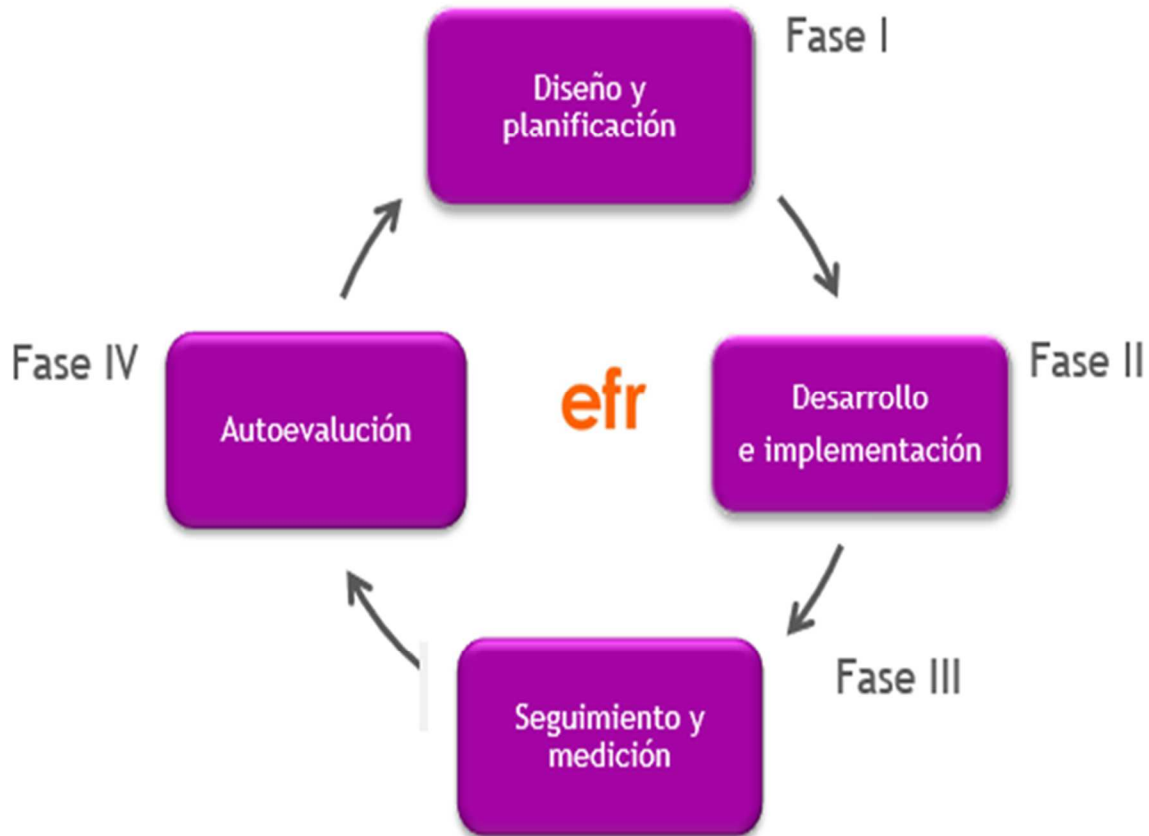 Fase I
Diseño y
planificación
Fase II
Desarrollo
e implementación
Fase III
Seguimiento y
medición
Fase IV
Autoevalución
efr